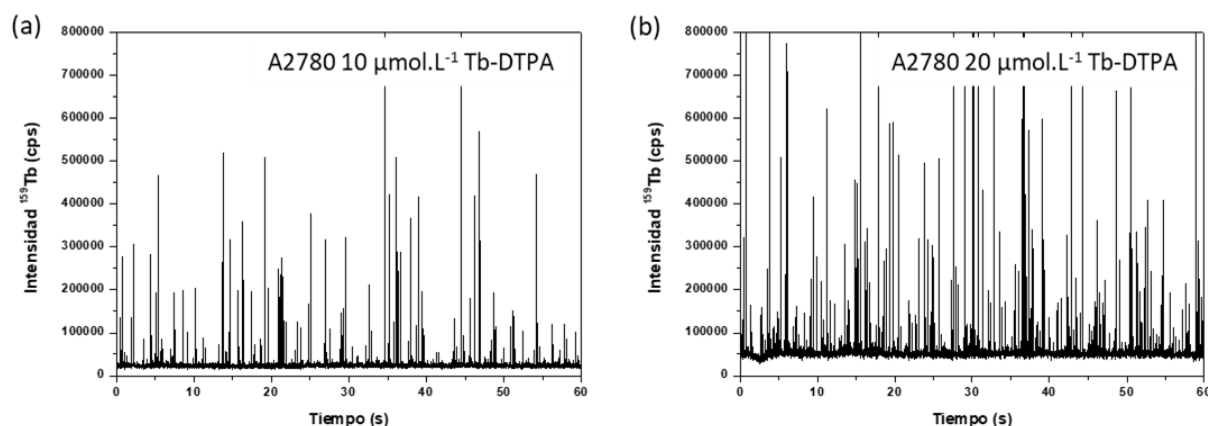 (a)
A2780 10 μmol.L⁻¹ Tb-DTPA
Intensidad ¹⁵⁹Tb (cps)
800000
700000
600000
500000
400000
300000
200000
100000
0
0 10 20 30 40 50 60
Tiempo (s)
(b)
A2780 20 μmol.L⁻¹ Tb-DTPA
Intensidad ¹⁵⁹Tb (cps)
800000
700000
600000
500000
400000
300000
200000
100000
0
0 10 20 30 40 50 60
Tiempo (s)